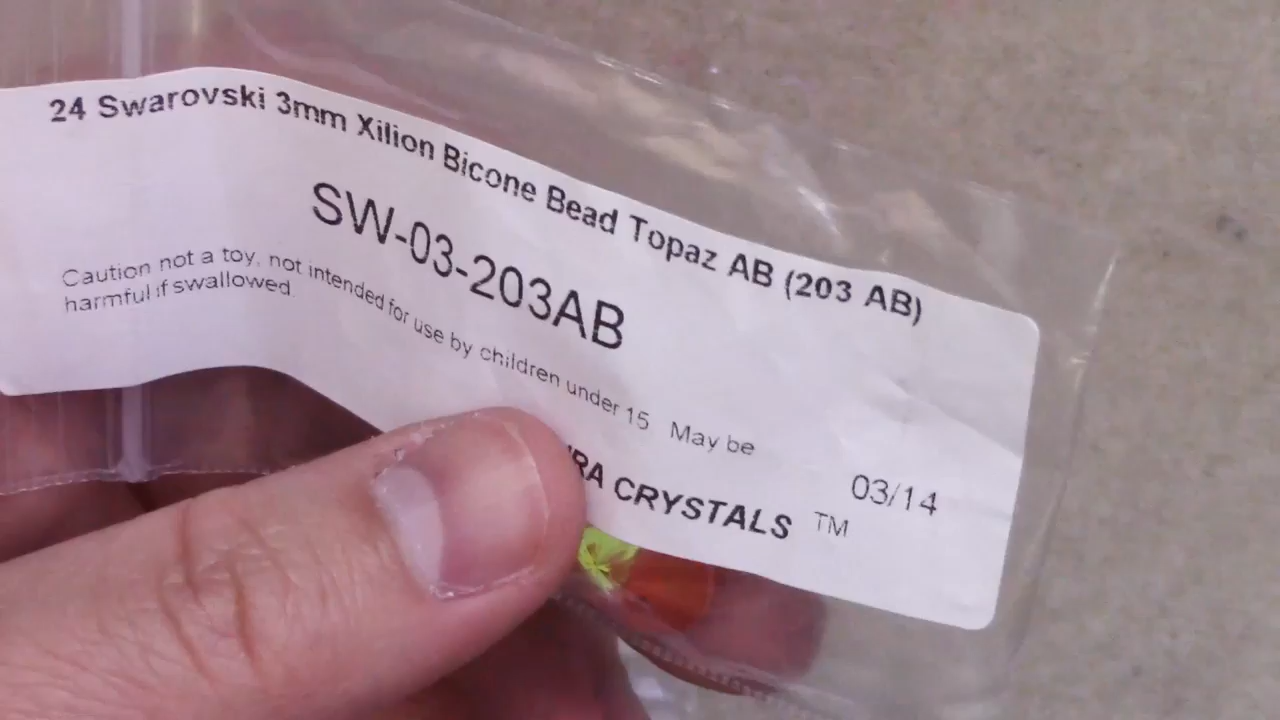 24 Swarovski 3mm Xilion Bicone Bead Topaz AB (203 AB)
SW-03-203AB
Caution not a toy, not intended for use by children under 15 May be
harmful if swallowed.
CRYSTALS ™
03/14